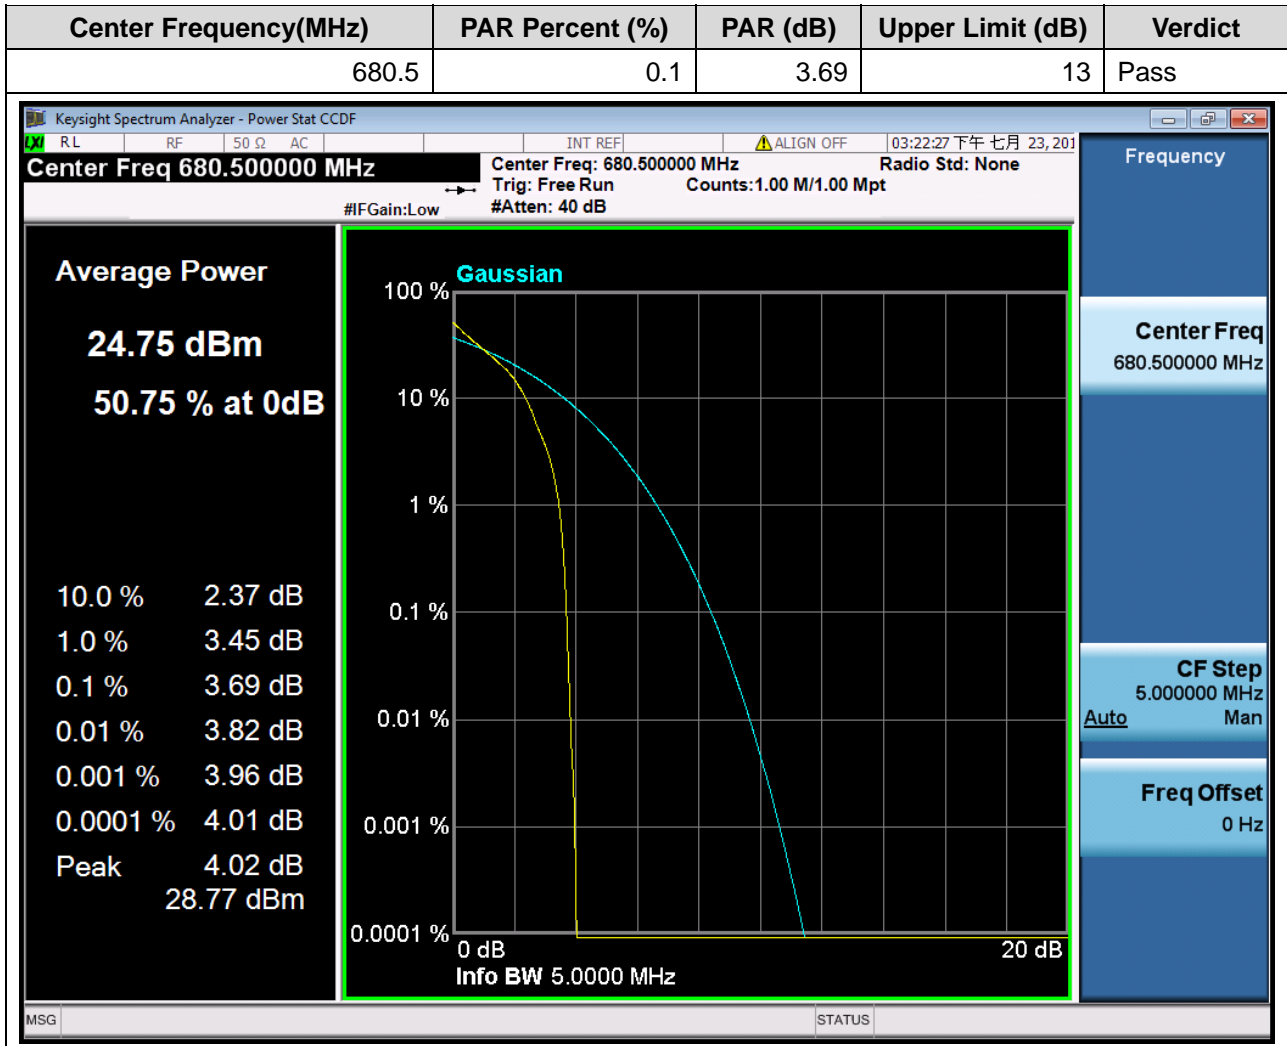 Center Frequency(MHz) PAR Percent (%) PAR (dB) Upper Limit (dB) Verdict
680.5 0.1 3.69 13 Pass
Keysight Spectrum Analyzer - Power Stat CCDF
LXI RL RF 50 Ω AC INT REF ALIGN OFF 03:22:27 下午 七月 23, 201
Center Freq 680.500000 MHz
Center Freq: 680.500000 MHz Radio Std: None
Trig: Free Run Counts:1.00 M/1.00 Mpt
#IFGain:Low #Atten: 40 dB
Average Power
24.75 dBm
50.75 % at 0dB
10.0 % 2.37 dB
1.0 % 3.45 dB
0.1 % 3.69 dB
0.01 % 3.82 dB
0.001 % 3.96 dB
0.0001 % 4.01 dB
Peak 4.02 dB
28.77 dBm
Gaussian
100 %
10 %
1 %
0.1 %
0.01 %
0.001 %
0.0001 %
0 dB 20 dB
Info BW 5.0000 MHz
Frequency
Center Freq
680.500000 MHz
CF Step
5.000000 MHz
Auto Man
Freq Offset
0 Hz
MSG STATUS